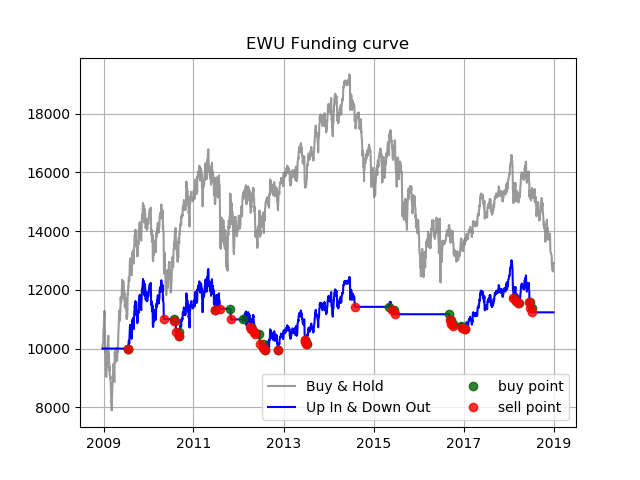 EWU Funding curve
18000
16000
14000
12000
10000
8000
Buy & Hold
Up In & Down Out
buy point
sell point
2009 2011 2013 2015 2017 2019